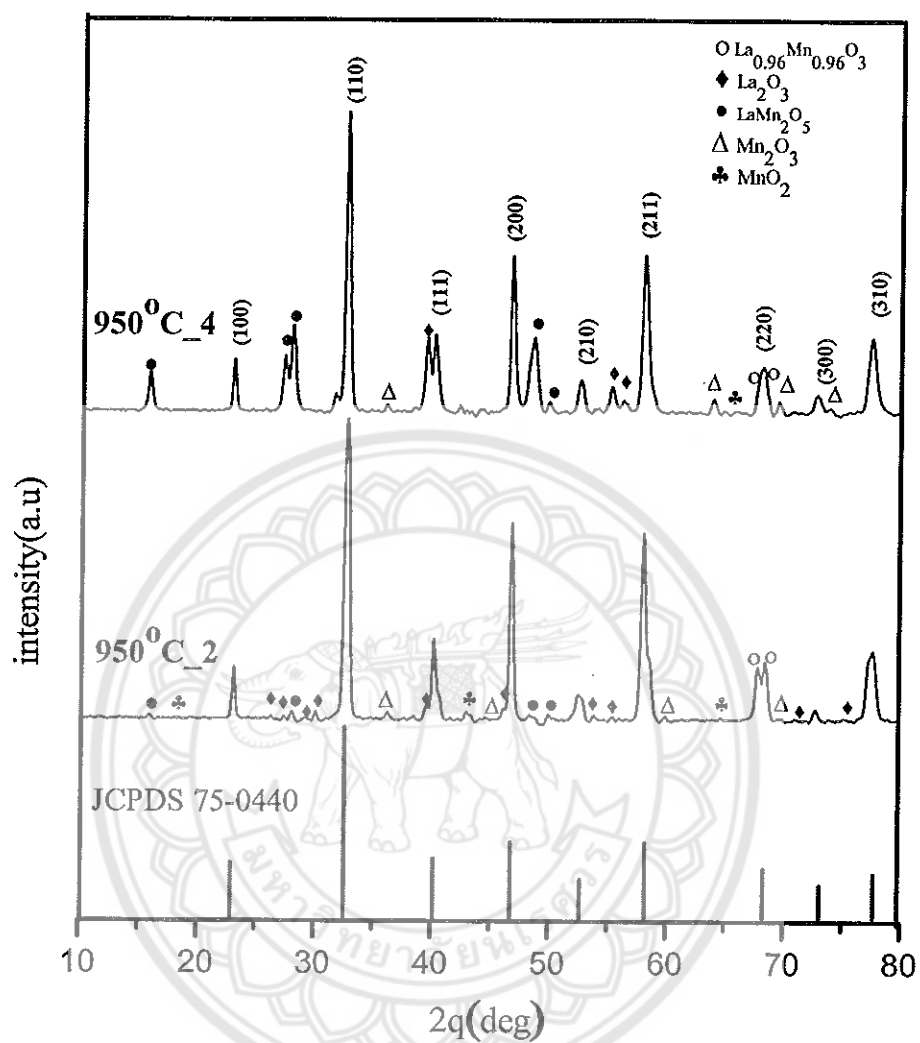 ○ La0.96Mn0.96O3
♦ La2O3
● LaMn2O5
Δ Mn2O3
♣ MnO2
(100)
(110)
(111)
(200)
(210)
(211)
(220)
(300)
(310)
950°C_4
950°C_2
JCPDS 75-0440
intensity(a.u)
10 20 30 40 50 60 70 80
2q(deg)